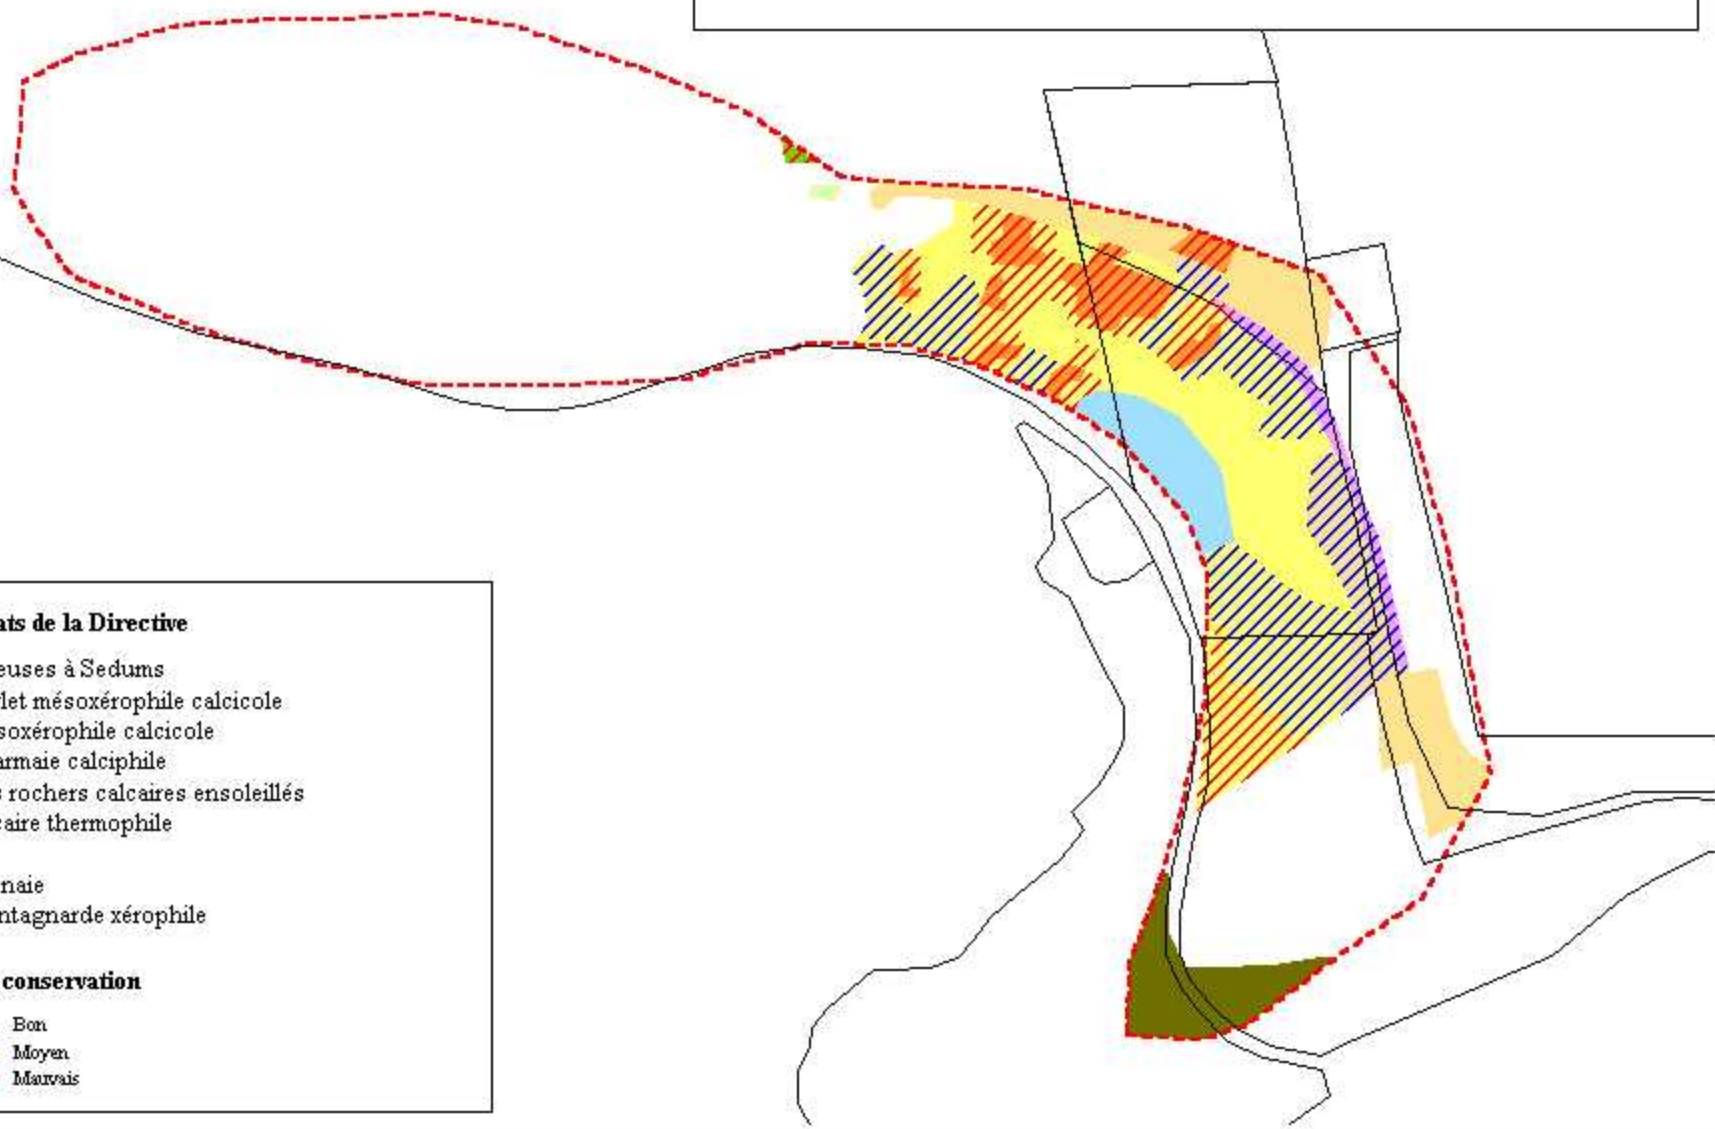 ats de la Directive
euses à Sedums
let mésoxérophile calcicole
soxérophile calcicole
armaie calciphile
s rochers calcaires ensoleillés
caire thermophile
naie
ntagnarde xérophile
conservation
Bon
Moyen
Mauvais